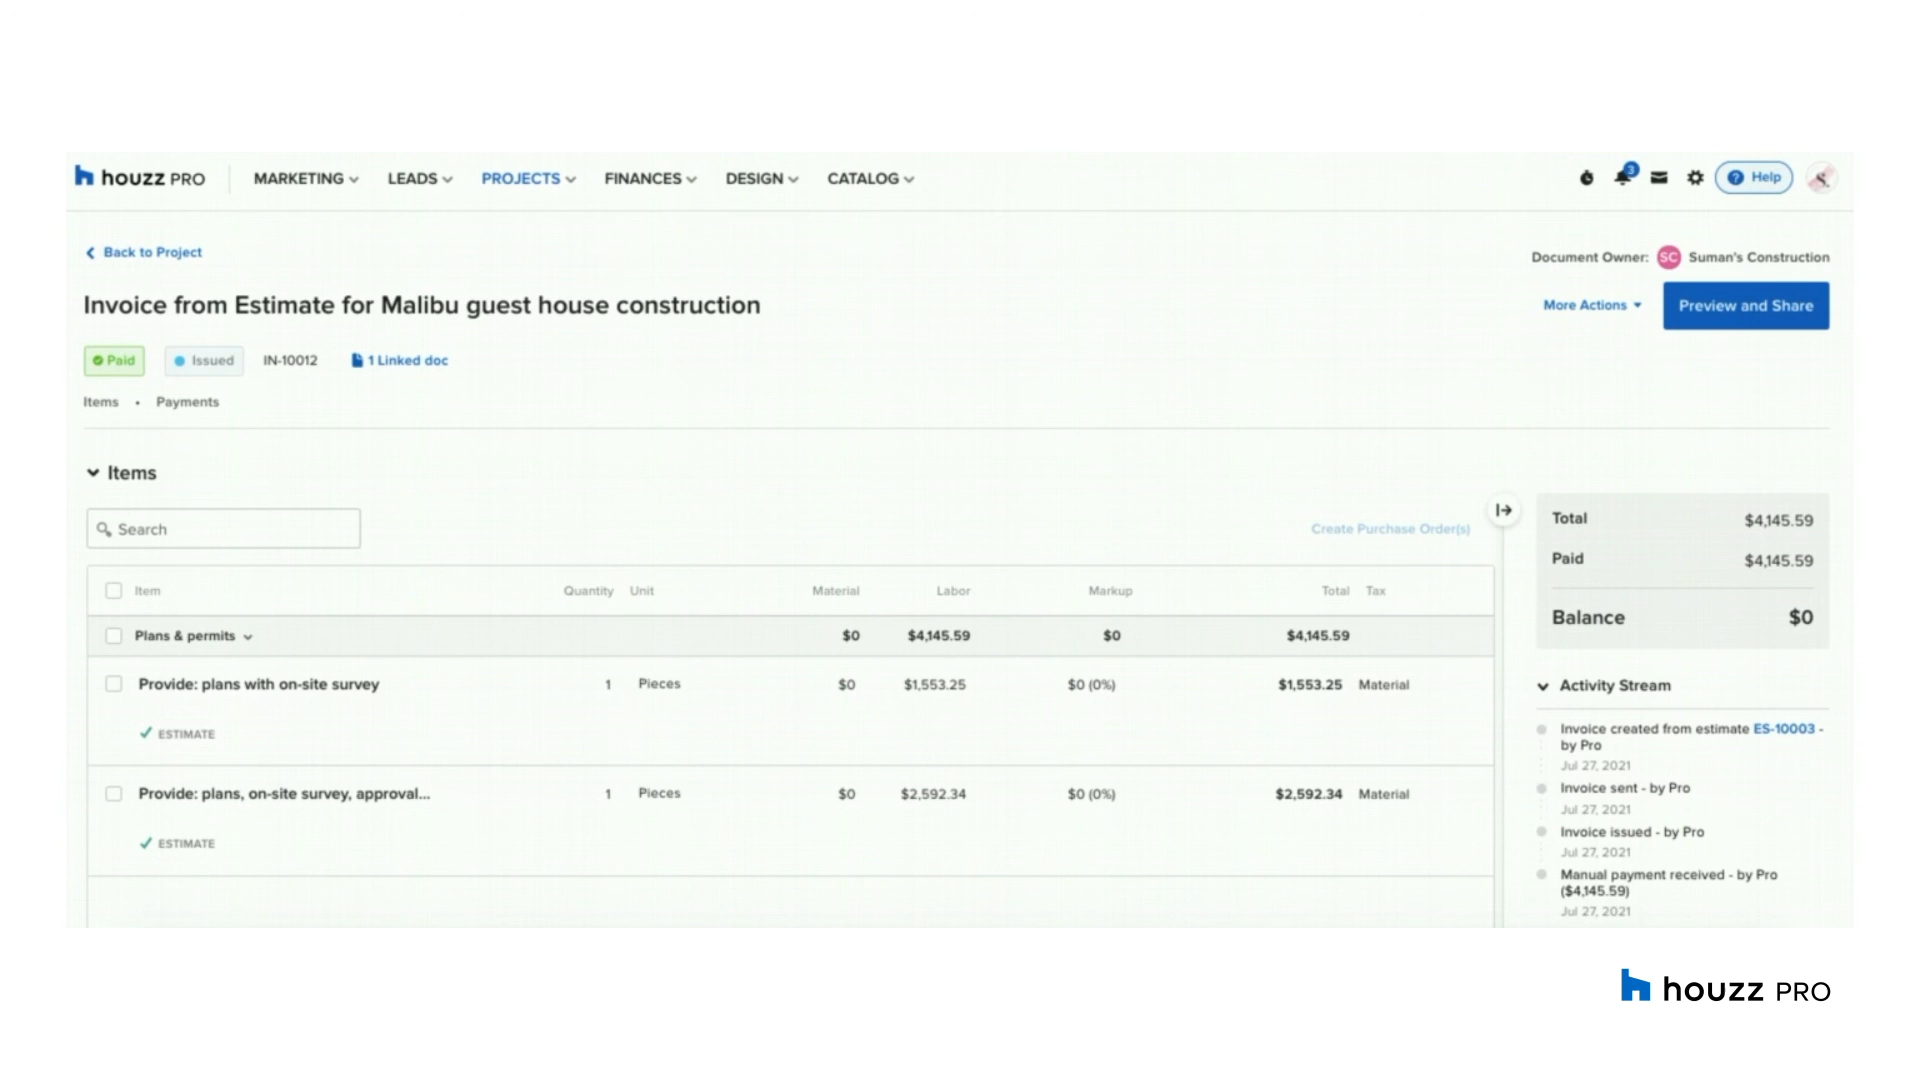 houzz PRO MARKETING LEADS PROJECTS FINANCES DESIGN CATALOG 3 Help
Back to Project
Document Owner: SC Suman's Construction
Invoice from Estimate for Malibu guest house construction
More Actions Preview and Share
Paid Issued IN-10012 1 Linked doc
Items • Payments
Items
Search
Create Purchase Order(s)
Item Quantity Unit Material Labor Markup Total Tax
Plans & permits $0 $4,145.59 $0 $4,145.59
Provide: plans with on-site survey 1 Pieces $0 $1,553.25 $0 (0%) $1,553.25 Material
ESTIMATE
Provide: plans, on-site survey, approval... 1 Pieces $0 $2,592.34 $0 (0%) $2,592.34 Material
ESTIMATE
Total $4,145.59
Paid $4,145.59
Balance $0
Activity Stream
Invoice created from estimate ES-10003 -
by Pro
Jul 27, 2021
Invoice sent - by Pro
Jul 27, 2021
Invoice issued - by Pro
Jul 27, 2021
Manual payment received - by Pro
($4,145.59)
Jul 27, 2021
houzz PRO